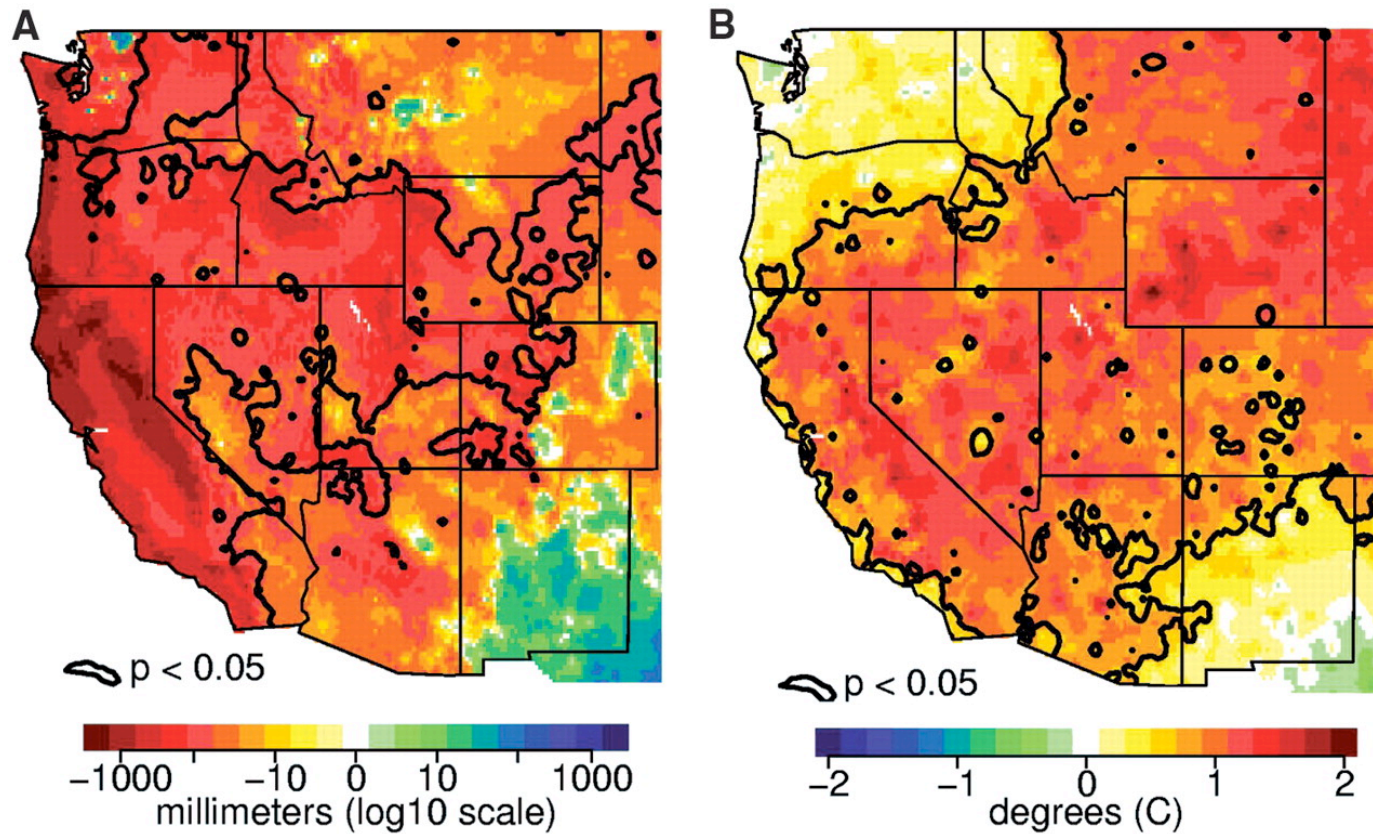 A
p < 0.05
−1000 −10 0 10 1000
millimeters (log10 scale)
B
p < 0.05
−2 −1 0 1 2
degrees (C)